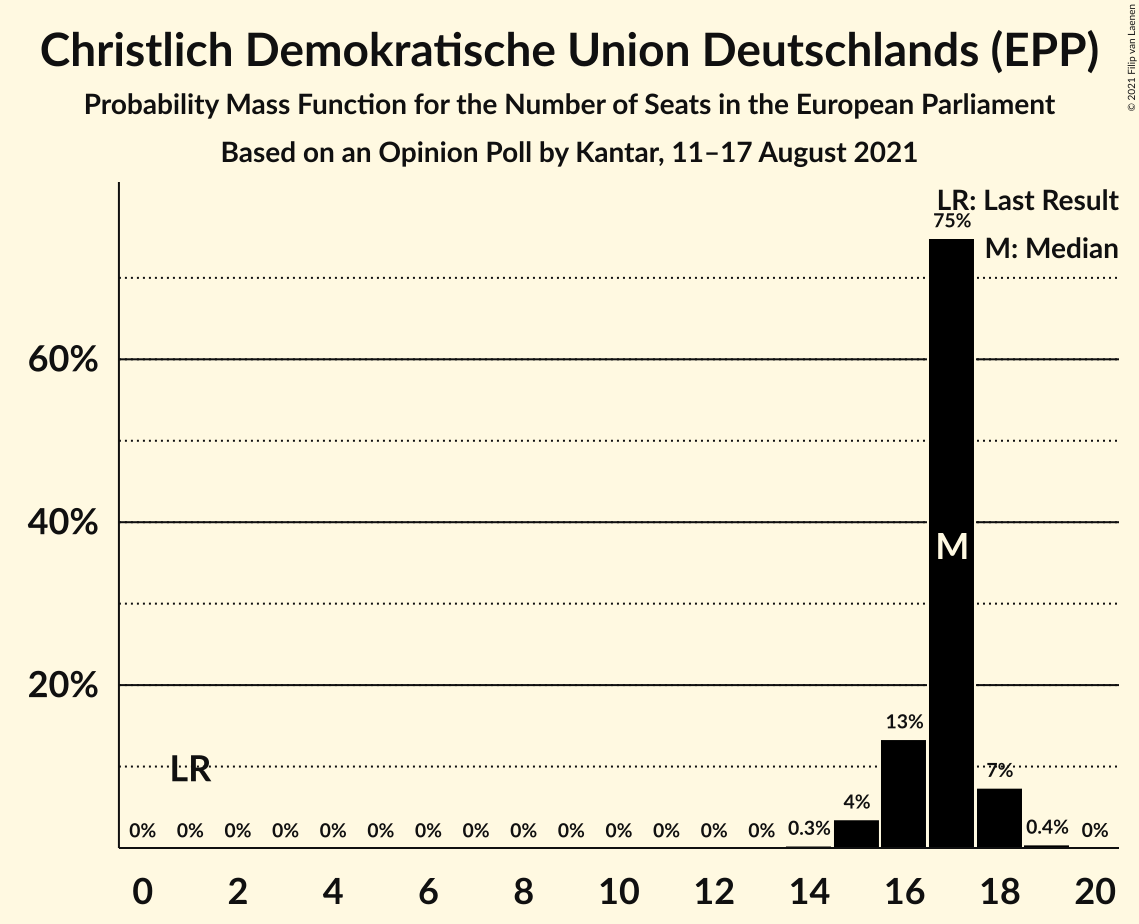 Christlich Demokratische Union Deutschlands (EPP)
Probability Mass Function for the Number of Seats in the European Parliament
Based on an Opinion Poll by Kantar, 11–17 August 2021
© 2021 Filip van Laenen
LR: Last Result
M: Median
75%
60%
40%
20%
M
13%
LR
7%
4%
0% 0% 0% 0% 0% 0% 0% 0% 0% 0% 0% 0% 0% 0% 0.3% 0.4% 0%
0 2 4 6 8 10 12 14 16 18 20